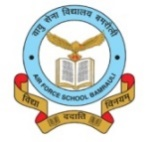 वायु सेना विद्यालय बमरौली
AIR FORCE SCHOOL BAMRAULI
विद्या ददाति विनयम्